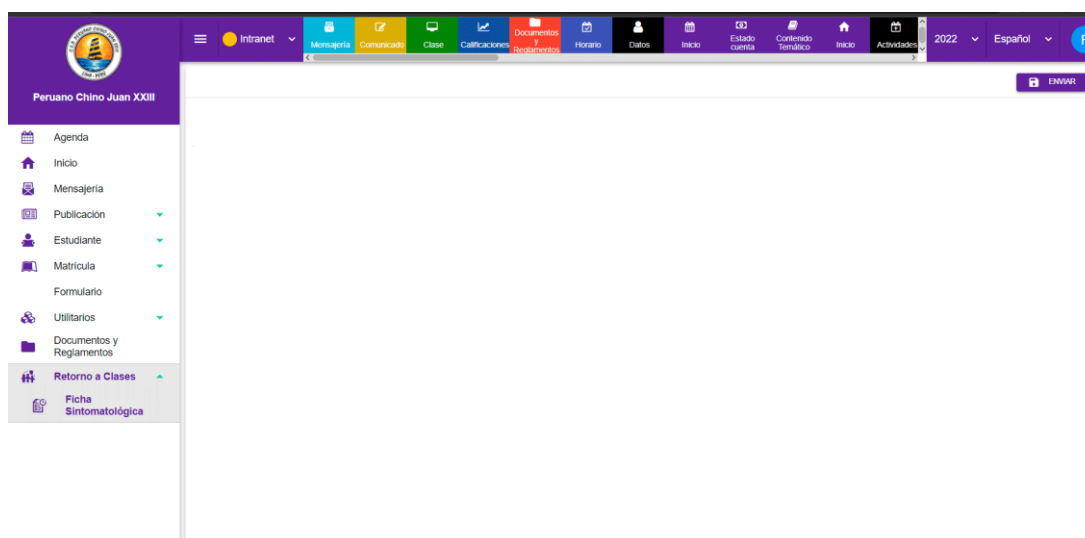 Intranet
Mensajería
Comunicado
Clase
Calificaciones
Documentos
y
Reglamentos
Horario
Datos
Inicio
Estado
cuenta
Contenido
Temático
Inicio
Actividades
2022
Español
Peruano Chino Juan XXIII
ENVIAR
Agenda
Inicio
Mensajería
Publicación
Estudiante
Matrícula
Formulario
Utilitarios
Documentos y
Reglamentos
Retorno a Clases
Ficha
Sintomatológica